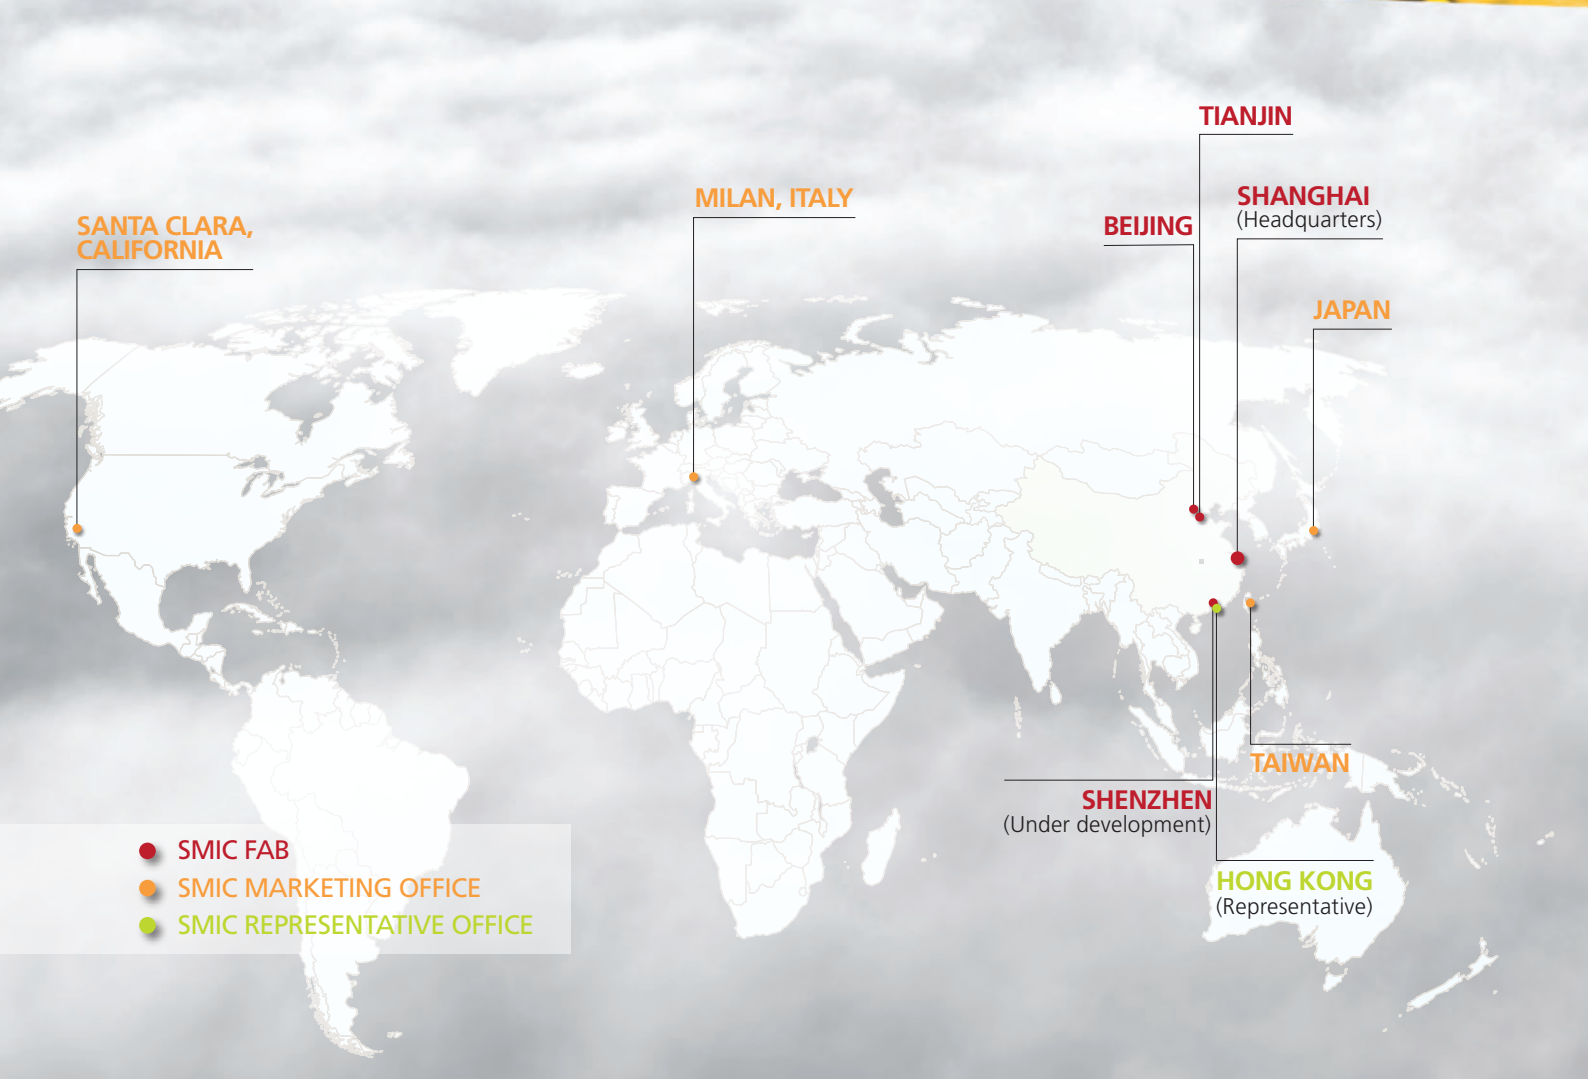 TIANJIN
SHANGHAI
(Headquarters)
MILAN, ITALY
BEIJING
SANTA CLARA,
CALIFORNIA
JAPAN
TAIWAN
SHENZHEN
(Under development)
HONG KONG
(Representative)
SMIC FAB
SMIC MARKETING OFFICE
SMIC REPRESENTATIVE OFFICE